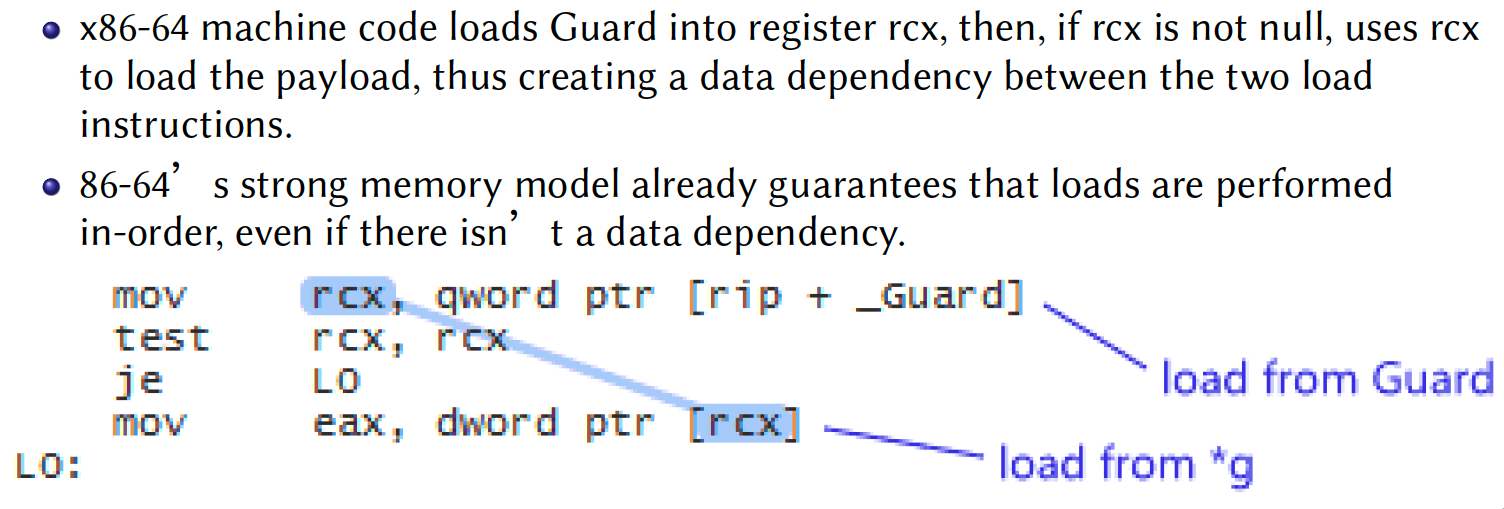 x86-64 machine code loads Guard into register rcx, then, if rcx is not null, uses rcx
to load the payload, thus creating a data dependency between the two load
instructions.
86-64’ s strong memory model already guarantees that loads are performed
in-order, even if there isn’ t a data dependency.
mov rcx, qword ptr [rip + _Guard]
test rcx, rcx
je L0
load from Guard
mov eax, dword ptr [rcx]
load from *g
L0: